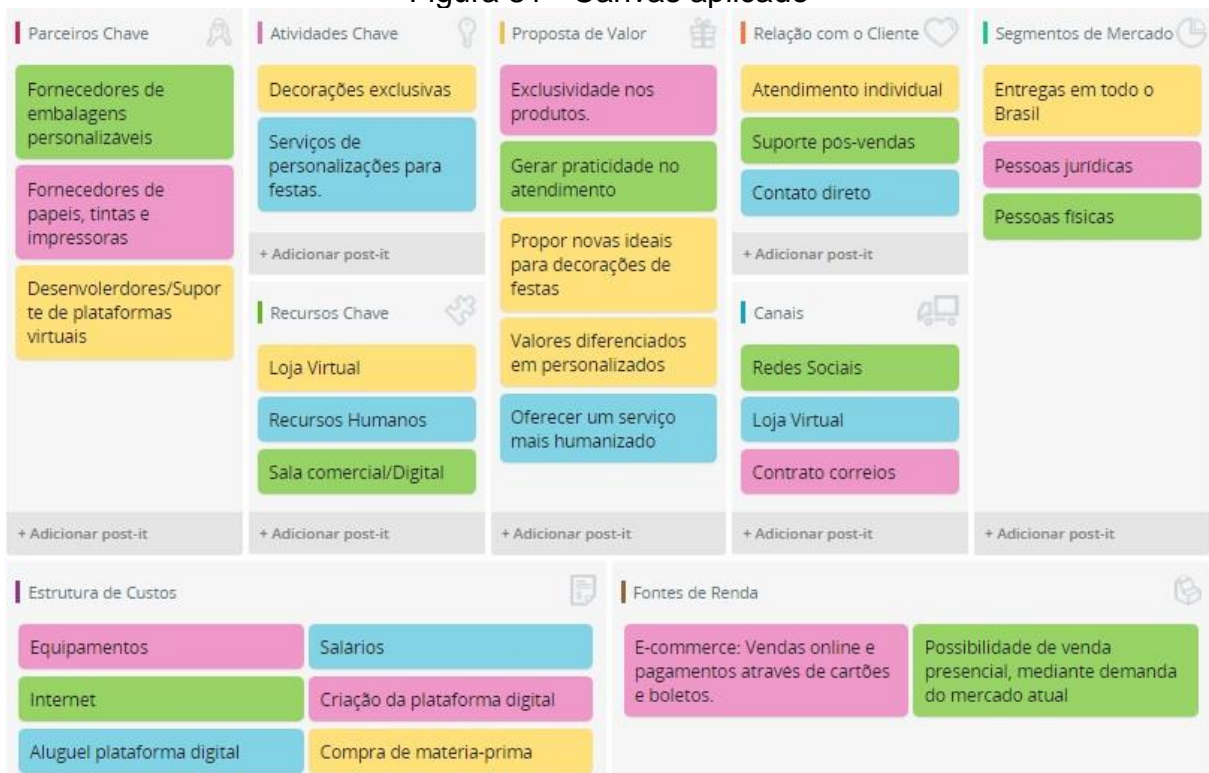 Parceiros Chave
Fornecedores de
embalagens
personalizáveis
Fornecedores de
papeis, tintas e
impressoras
Desenvolerdores/Supor
te de plataformas
virtuais
+ Adicionar post-it
Atividades Chave
Decorações exclusivas
Serviços de
personalizações para
festas.
+ Adicionar post-it
Recursos Chave
Loja Virtual
Recursos Humanos
Sala comercial/Digital
+ Adicionar post-it
Proposta de Valor
Exclusividade nos
produtos.
Gerar praticidade no
atendimento
Propor novas ideais
para decorações de
festas
Valores diferenciados
em personalizados
Oferecer um serviço
mais humanizado
+ Adicionar post-it
Relação com o Cliente
Atendimento individual
Suporte pós-vendas
Contato direto
+ Adicionar post-it
Canais
Redes Sociais
Loja Virtual
Contrato correios
+ Adicionar post-it
Segmentos de Mercado
Entregas em todo o
Brasil
Pessoas jurídicas
Pessoas físicas
+ Adicionar post-it
Estrutura de Custos
Equipamentos
Salários
Internet
Criação da plataforma digital
Aluguel plataforma digital
Compra de matéria-prima
Fontes de Renda
E-commerce: Vendas online e
pagamentos através de cartões
e boletos.
Possibilidade de venda
presencial, mediante demanda
do mercado atual